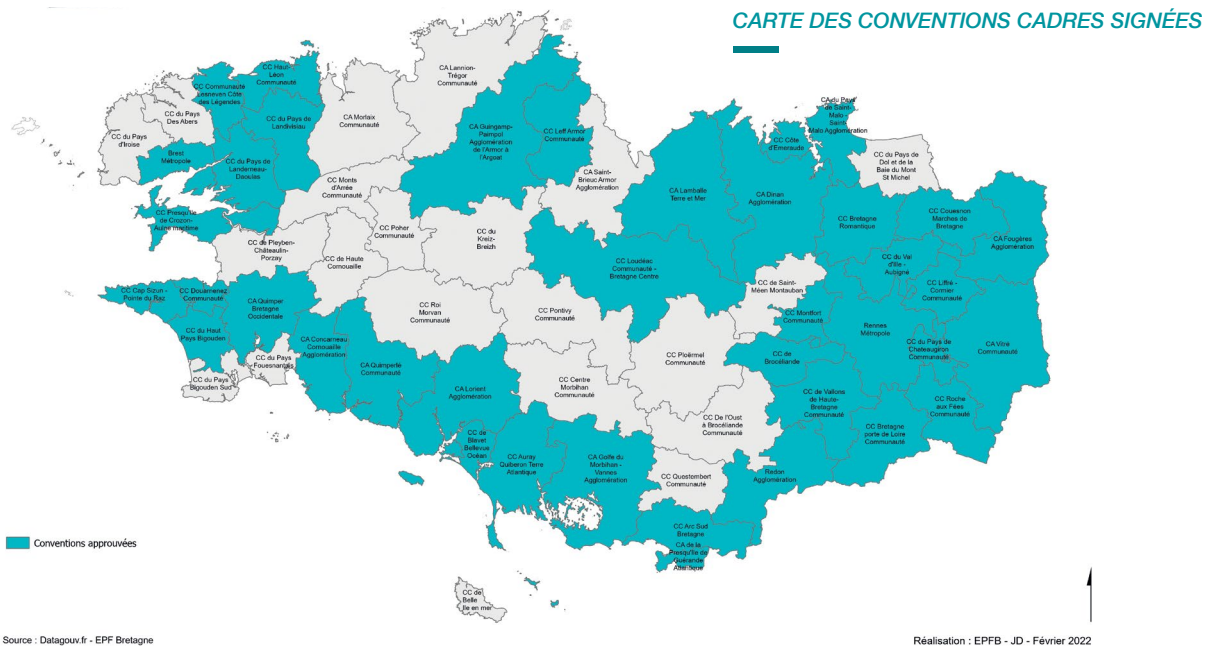 CARTE DES CONVENTIONS CADRES SIGNÉES
CA Lannion-
Trégor
Communauté
CC Haut-
Léon
Communauté
CC Communauté
Lesneven Côte
des Légendes
CC du Pays
Des Abers
CC du Pays
d'Iroise
CC du Pays de
Landivisiau
CA Morlaix
Communauté
CA Guingamp-
Paimpol
Agglomération
de l'Armor à
l'Argoat
CC Leff Armor
Communauté
CA du Pays
de Saint-
Malo - Saint-
Malo Agglomération
CC Côte
d'Emeraude
CC du Pays de
Dol et de la
Baie du Mont
St Michel
Brest
Métropole
CC du Pays de
Landerneau-
Daoulas
CC Monts
d'Arrée
Communauté
CA Saint-
Brieuc Armor
Agglomération
CA Lamballe
Terre et Mer
CA Dinan
Agglomération
CC Presqu'île
de Crozon-
Aulne maritime
CC Poher
Communauté
CC du
Kreiz-
Breizh
CC Bretagne
Romantique
CC Couesnon
Marches de
Bretagne
CA Fougères
Agglomération
CC de Pleyben-
Châteaulin-
Porzay
CC de Haute
Cornouaille
CC Loudéac
Communauté -
Bretagne Centre
CC du Val
d'Ille -
Aubigné
CC de Saint-
Méen Montauban
CC Liffré -
Cormier
Communauté
CC Cap Sizun -
Pointe du Raz
CC Douarnenez
Communauté
CA Quimper
Bretagne
Occidentale
CC Roi
Morvan
Communauté
CC Pontivy
Communauté
CC Montfort
Communauté
Rennes
Métropole
CC du Haut
Pays Bigouden
CA Concarneau
Cornouaille
Agglomération
CC du Pays de
Chateaugiron
Communauté
CA Vitré
Communauté
CC du Pays
Fouesnantais
CC Ploërmel
Communauté
CC de
Brocéliande
CC du Pays
Bigouden Sud
CA Quimperlé
Communauté
CA Lorient
Agglomération
CC Centre
Morbihan
Communauté
CC de Vallons
de Haute-
Bretagne
Communauté
CC Roche
aux Fées
Communauté
CC De l'Oust
à Brocéliande
Communauté
CC Bretagne
porte de Loire
Communauté
CC de
Blavet
Bellevue
Océan
CC Auray
Quiberon Terre
Atlantique
CA Golfe du
Morbihan -
Vannes
Agglomération
CC Questembert
Communauté
Redon
Agglomération
CC Arc Sud
Bretagne
CA de la
Presqu'île de
Guérande
Atlantique
Conventions approuvées
CC de
Belle
Ile en mer
Source : Datagouv.fr - EPF Bretagne
Réalisation : EPFB - JD - Février 2022